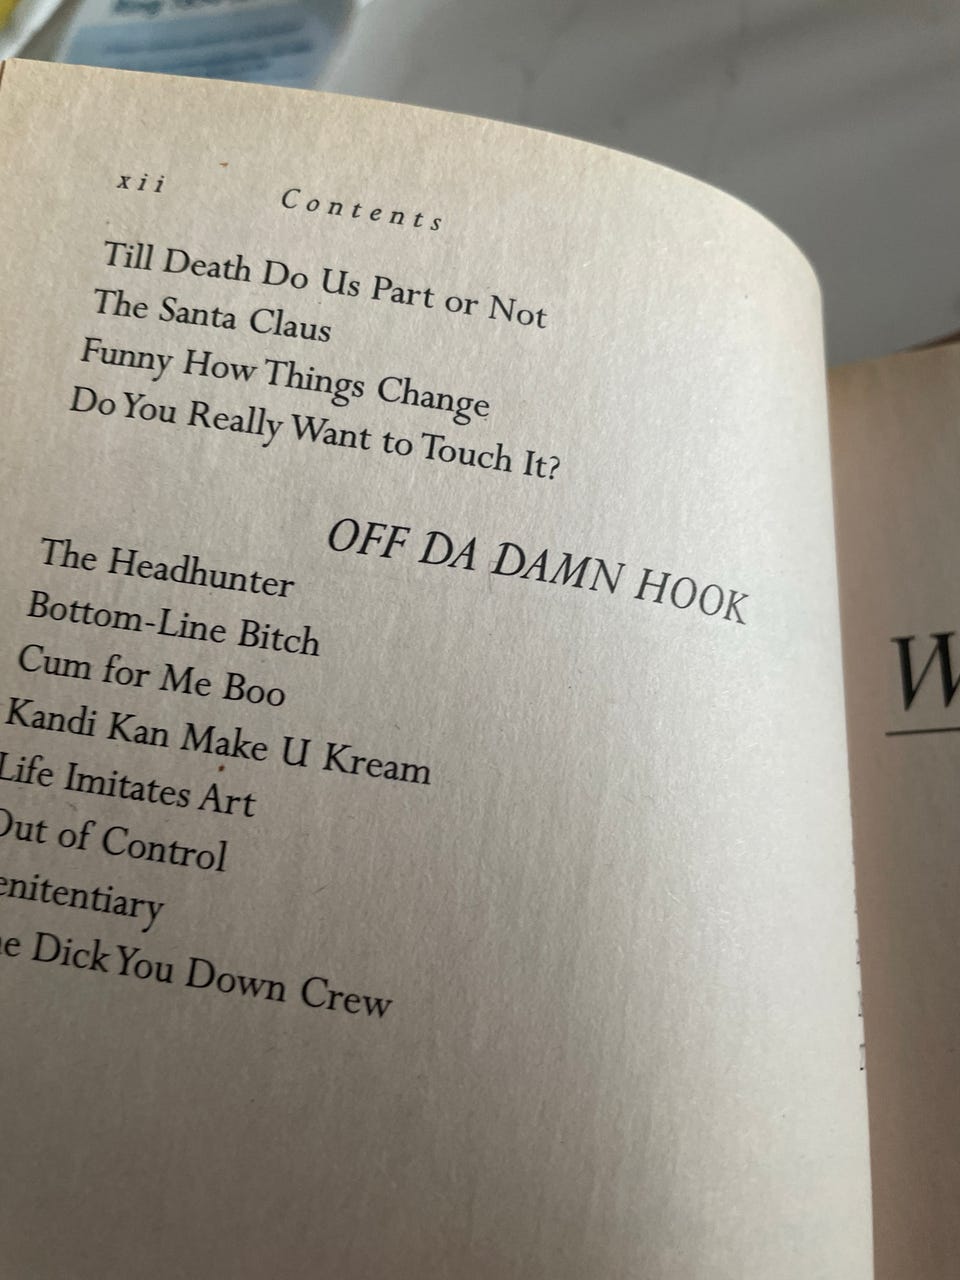 xii Contents
Till Death Do Us Part or Not
The Santa Claus
Funny How Things Change
Do You Really Want to Touch It?
OFF DA DAMN HOOK
The Headhunter
Bottom-Line Bitch
Cum for Me Boo
Kandi Kan Make U Kream
Life Imitates Art
Out of Control
enitentiary
e Dick You Down Crew
W